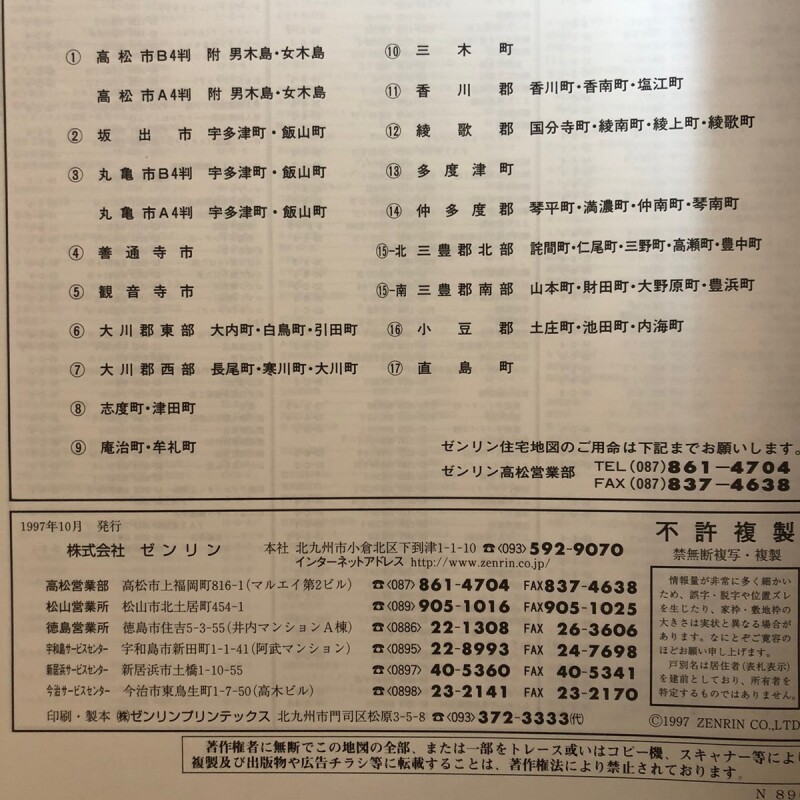 ① 高松市B4判 附 男木島・女木島
高松市A4判 附 男木島・女木島
② 坂出市 宇多津町・飯山町
③ 丸亀市B4判 宇多津町・飯山町
丸亀市A4判 宇多津町・飯山町
④ 善通寺市
⑤ 観音寺市
⑥ 大川郡東部 大内町・白鳥町・引田町
⑦ 大川郡西部 長尾町・寒川町・大川町
⑧ 志度町・津田町
⑨ 庵治町・牟礼町
⑩ 三木町
⑪ 香川郡 香川町・香南町・塩江町
⑫ 綾歌郡 国分寺町・綾南町・綾上町・綾歌町
⑬ 多度津町
⑭ 仲多度郡 琴平町・満濃町・仲南町・琴南町
⑮-北 三豊郡北部 詫間町・仁尾町・三野町・高瀬町・豊中町
⑮-南 三豊郡南部 山本町・財田町・大野原町・豊浜町
⑯ 小豆郡 土庄町・池田町・内海町
⑰ 直島町
ゼンリン住宅地図のご用命は下記までお願いします。
ゼンリン高松営業部 TEL(087)861-4704
FAX(087)837-4638
1997年10月 発行
株式会社 ゼンリン 本社 北九州市小倉北区下到津1-1-10 ☎〈093〉592-9070
インターネットアドレス http://www.zenrin.co.jp/
高松営業部 高松市上福岡町816-1(マルエイ第2ビル) ☎〈087〉861-4704 FAX837-4638
松山営業所 松山市北土居町454-1 ☎〈089〉905-1016 FAX905-1025
徳島営業所 徳島市住吉5-3-55(井内マンションA棟) ☎〈0886〉22-1308 FAX 26-3606
宇和島サービスセンター 宇和島市新田町1-1-41(阿武マンション) ☎〈0895〉22-8993 FAX 24-7698
新居浜サービスセンター 新居浜市土橋1-10-55 ☎〈0897〉40-5360 FAX 40-5341
今治サービスセンター 今治市東鳥生町1-7-50(高木ビル) ☎〈0898〉23-2141 FAX 23-2170
印刷・製本 ㈱ゼンリンプリンテックス 北九州市門司区松原3-5-8 ☎〈093〉372-3333㈹
不許複製
禁無断複写・複製
情報量が非常に多く細かい
ため、誤字・脱字や位置ズレ
を生じたり、家枠・敷地枠の
大きさは実状と異なる場合が
あります。なにとぞご寛容の
ほどお願い申し上げます。
戸別名は居住者(表札表示)
を建前としており、所有者を
特定するものではありません。
©1997 ZENRIN CO.,LTD
著作権者に無断でこの地図の全部、または一部をトレース或いはコピー機、スキャナー等により
複製及び出版物や広告チラシ等に転載することは、著作権法により禁止されております。
N 89